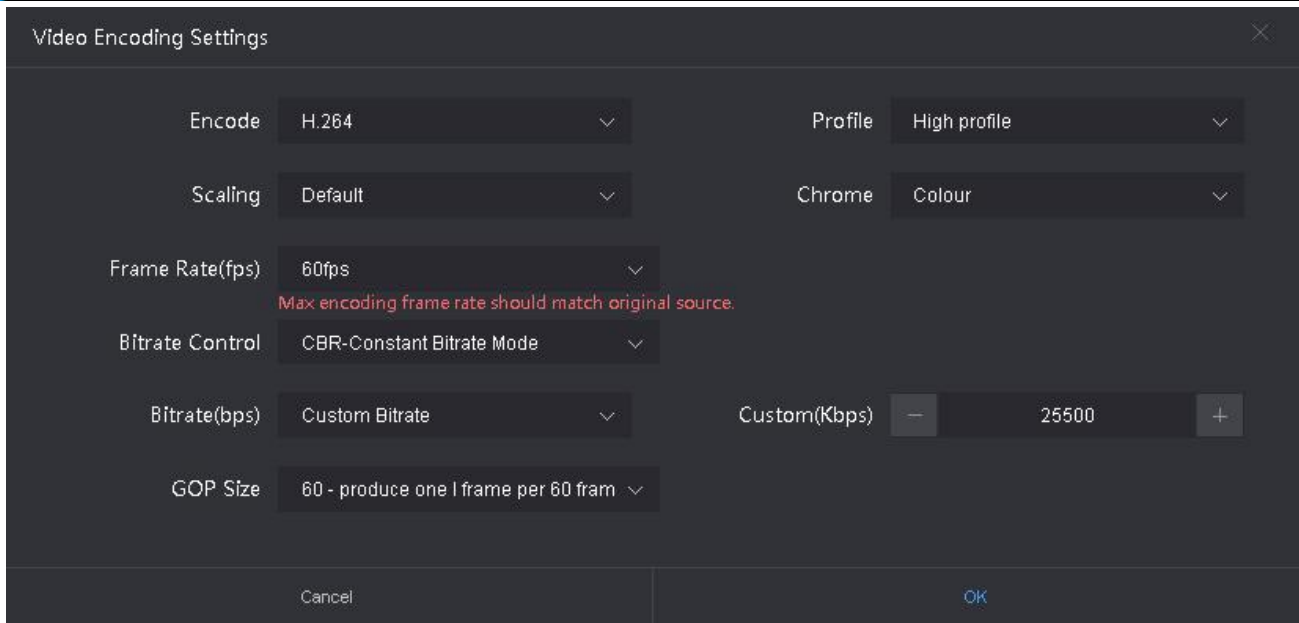 Video Encoding Settings
Encode H.264 Profile High profile
Scaling Default Chrome Colour
Frame Rate(fps) 60fps
Max encoding frame rate should match original source.
Bitrate Control CBR-Constant Bitrate Mode
Bitrate(bps) Custom Bitrate Custom(Kbps) − 25500 +
GOP Size 60 - produce one I frame per 60 fram
Cancel OK